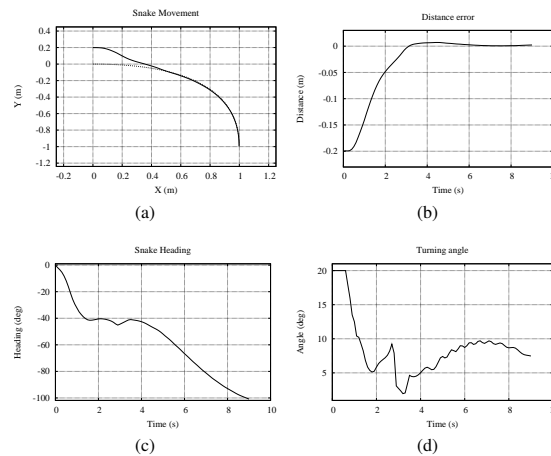 Snake Movement
Y (m)
0.4
0.2
0
-0.2
-0.4
-0.6
-0.8
-1
-1.2
-0.2 0 0.2 0.4 0.6 0.8 1 1.2
X (m)
(a)
Distance error
Distance (m)
0
-0.05
-0.1
-0.15
-0.2
0 2 4 6 8
Time (s)
(b)
Snake Heading
Heading (deg)
0
-20
-40
-60
-80
-100
0 2 4 6 8 10
Time (s)
(c)
Turning angle
Angle (deg)
20
15
10
5
0 2 4 6 8
Time (s)
(d)